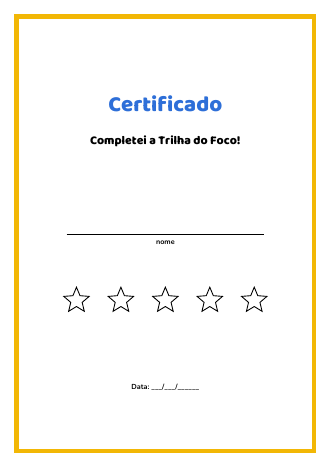 Certificado
Completei a Trilha do Foco!
nome
Data: ___/___/______